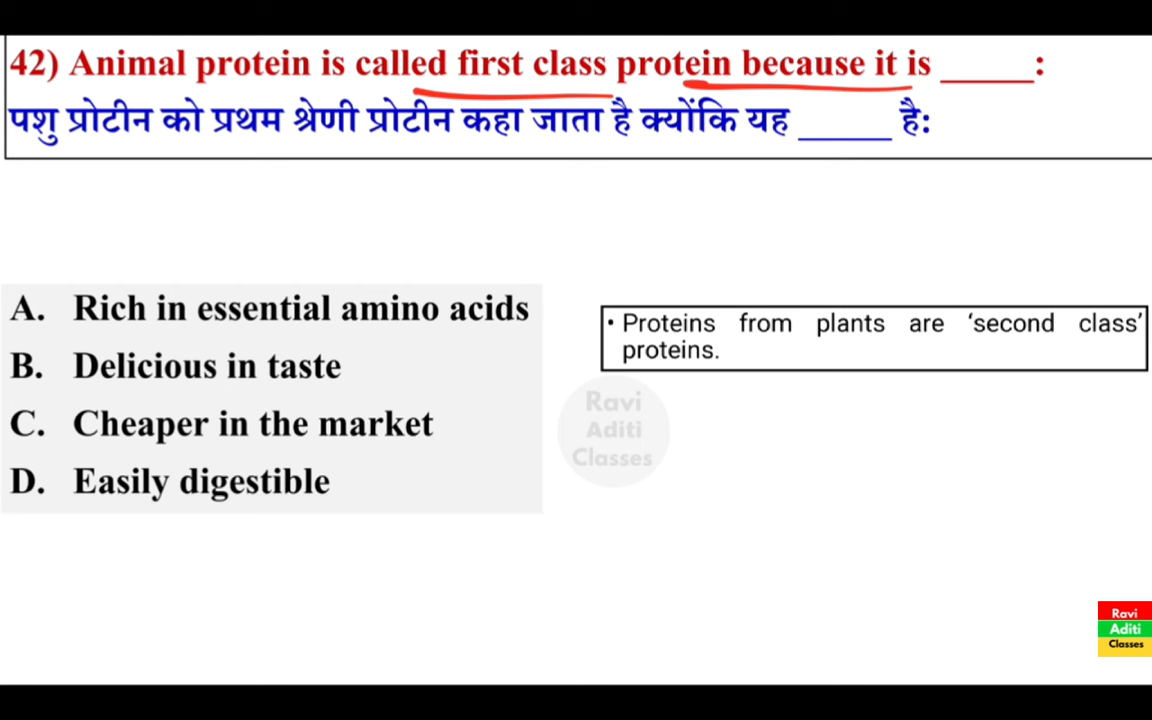 42) Animal protein is called first class protein because it is _____:
पशु प्रोटीन को प्रथम श्रेणी प्रोटीन कहा जाता है क्योंकि यह _____ है:
A. Rich in essential amino acids
B. Delicious in taste
C. Cheaper in the market
D. Easily digestible
• Proteins from plants are ‘second class’
proteins.
Ravi
Aditi
Classes
Ravi
Aditi
Classes